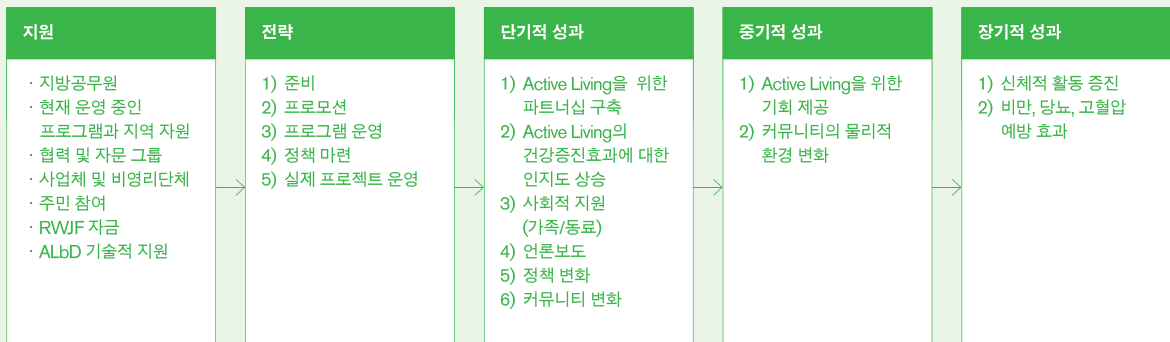 지원
· 지방공무원
· 현재 운영 중인
프로그램과 지역 자원
· 협력 및 자문 그룹
· 사업체 및 비영리단체
· 주민 참여
· RWJF 자금
· ALbD 기술적 지원
전략
1) 준비
2) 프로모션
3) 프로그램 운영
4) 정책 마련
5) 실제 프로젝트 운영
단기적 성과
1) Active Living을 위한
파트너십 구축
2) Active Living의
건강증진효과에 대한
인지도 상승
3) 사회적 지원
(가족/동료)
4) 언론보도
5) 정책 변화
6) 커뮤니티 변화
중기적 성과
1) Active Living을 위한
기회 제공
2) 커뮤니티의 물리적
환경 변화
장기적 성과
1) 신체적 활동 증진
2) 비만, 당뇨, 고혈압
예방 효과